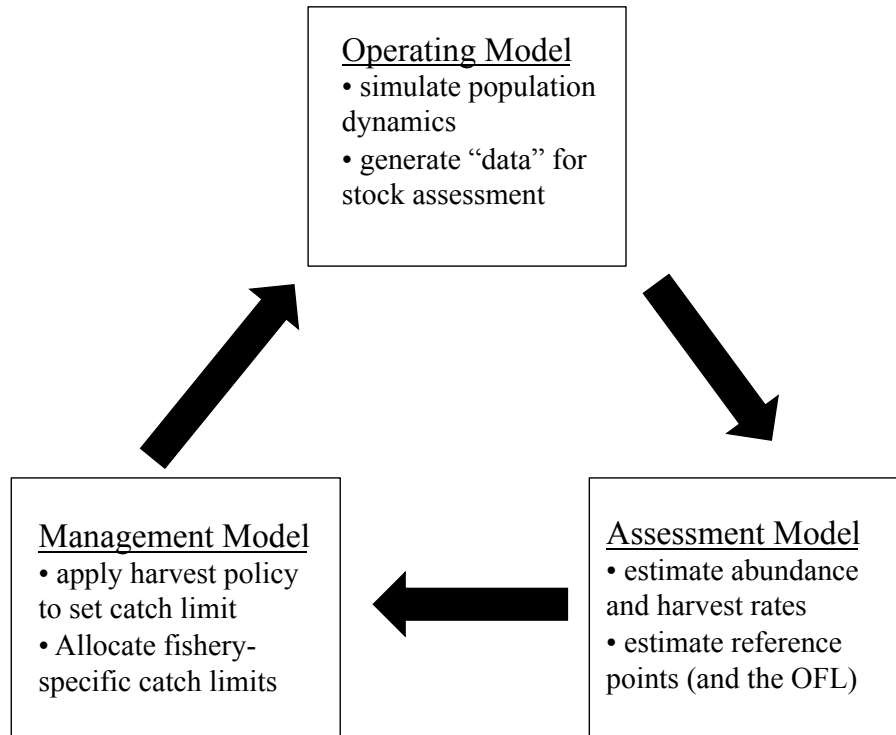 Operating Model
• simulate population
dynamics
• generate “data” for
stock assessment
Management Model
• apply harvest policy
to set catch limit
• Allocate fishery-
specific catch limits
Assessment Model
• estimate abundance
and harvest rates
• estimate reference
points (and the OFL)